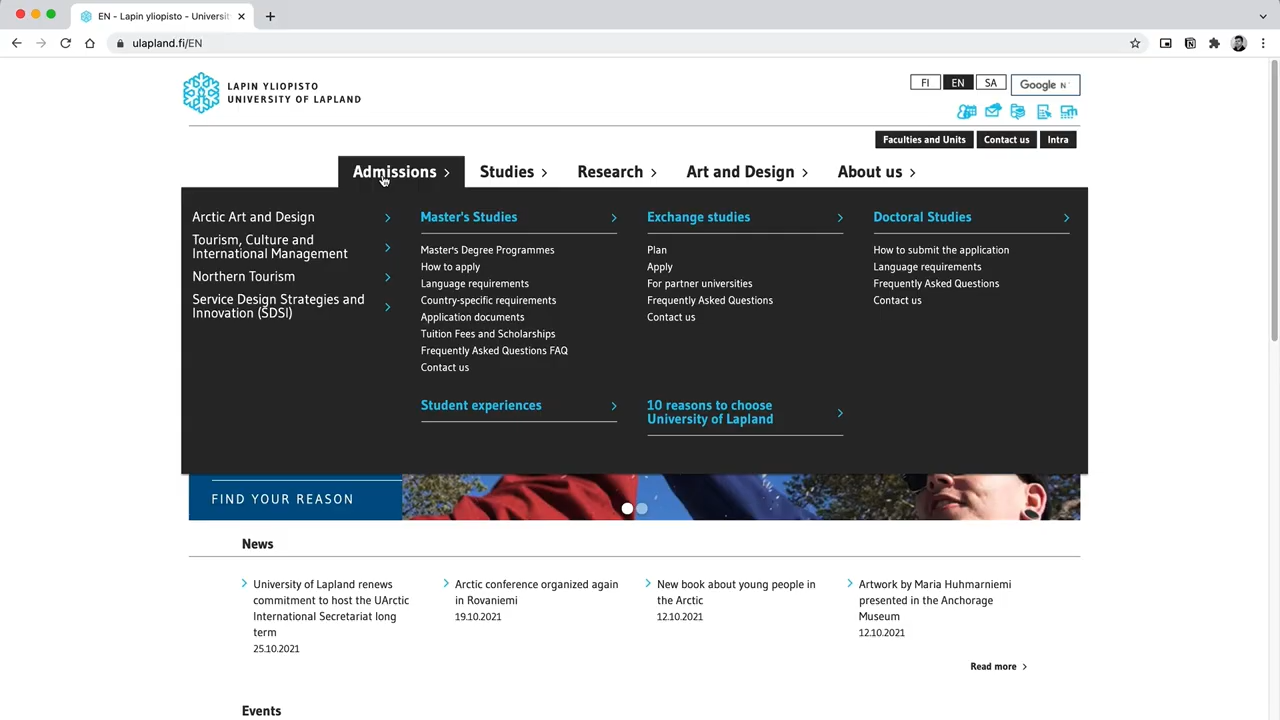 EN - Lapin yliopisto - Universit
ulapland.fi/EN
LAPIN YLIOPISTO
UNIVERSITY OF LAPLAND
FI
EN
SA
Google
Faculties and Units
Contact us
Intra
Admissions
Studies
Research
Art and Design
About us
Arctic Art and Design
Tourism, Culture and
International Management
Northern Tourism
Service Design Strategies and
Innovation (SDSI)
Master's Studies
Master's Degree Programmes
How to apply
Language requirements
Country-specific requirements
Application documents
Tuition Fees and Scholarships
Frequently Asked Questions FAQ
Contact us
Student experiences
Exchange studies
Plan
Apply
For partner universities
Frequently Asked Questions
Contact us
10 reasons to choose
University of Lapland
Doctoral Studies
How to submit the application
Language requirements
Frequently Asked Questions
Contact us
FIND YOUR REASON
News
University of Lapland renews
commitment to host the UArctic
International Secretariat long
term
25.10.2021
Arctic conference organized again
in Rovaniemi
19.10.2021
New book about young people in
the Arctic
12.10.2021
Artwork by Maria Huhmarniemi
presented in the Anchorage
Museum
12.10.2021
Read more
Events